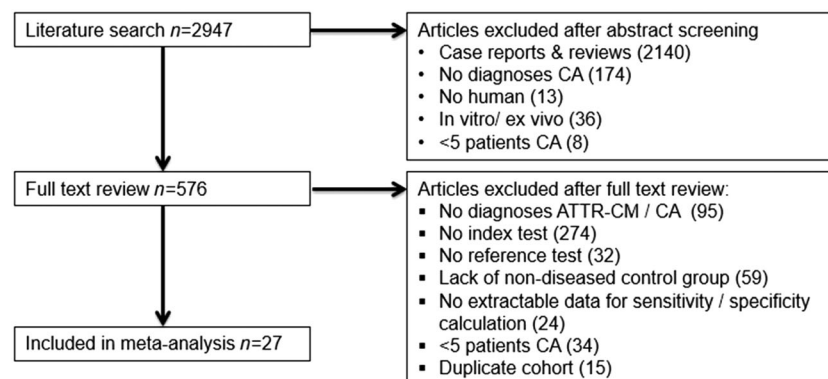 Literature search n=2947
Articles excluded after abstract screening
• Case reports & reviews (2140)
• No diagnoses CA (174)
• No human (13)
• In vitro/ ex vivo (36)
• <5 patients CA (8)
Full text review n=576
Articles excluded after full text review:
▪ No diagnoses ATTR-CM / CA (95)
▪ No index test (274)
▪ No reference test (32)
▪ Lack of non-diseased control group (59)
▪ No extractable data for sensitivity / specificity
calculation (24)
▪ <5 patients CA (34)
▪ Duplicate cohort (15)
Included in meta-analysis n=27